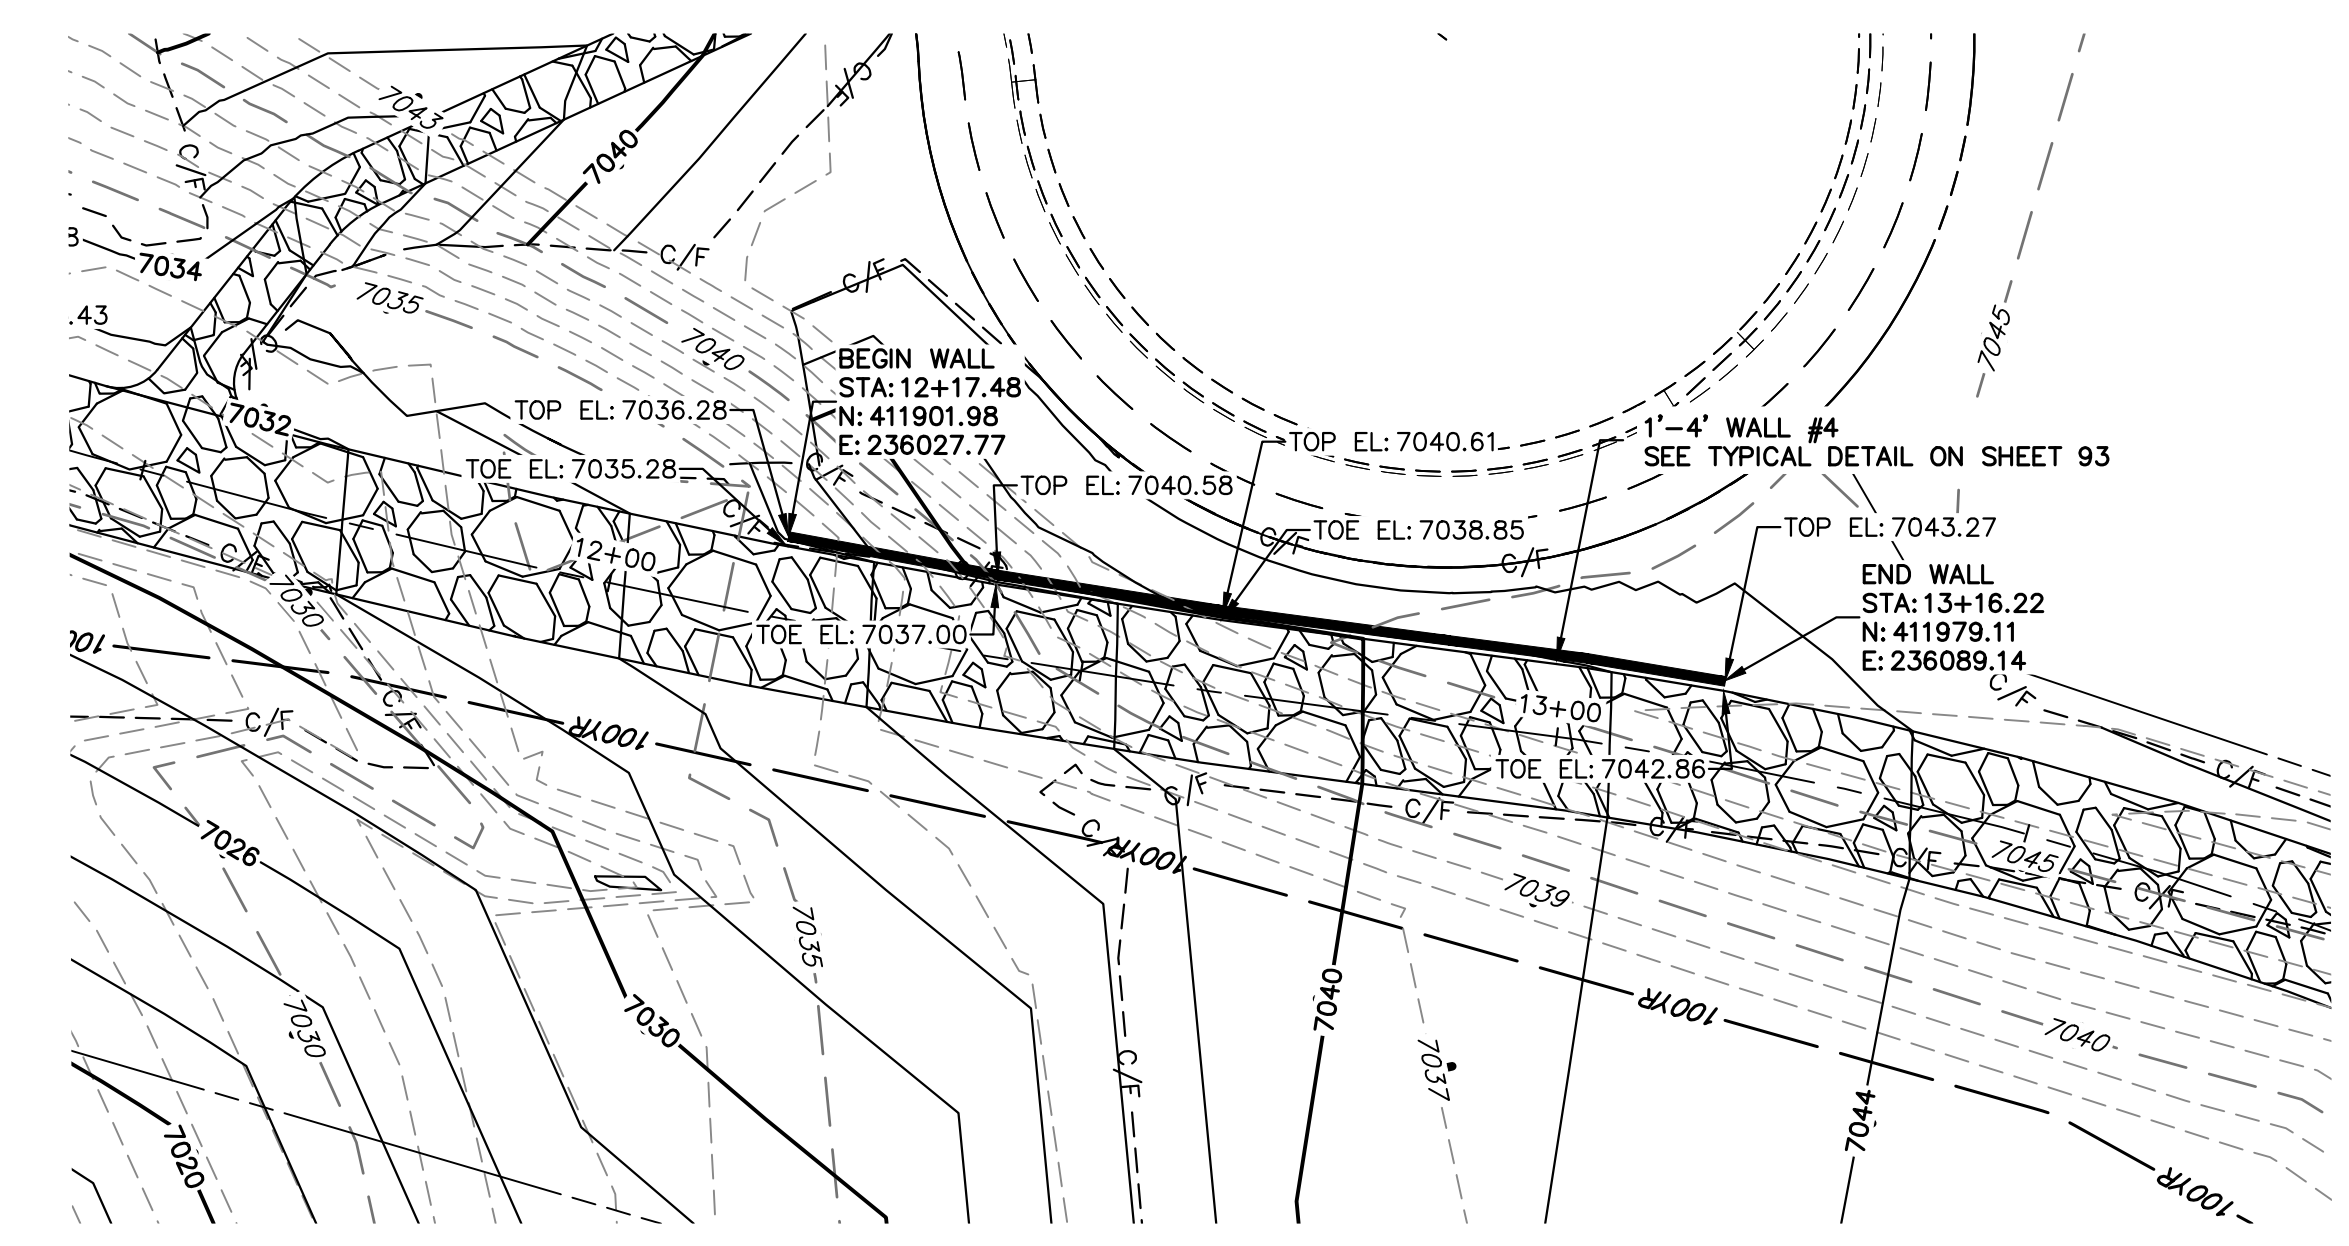 7043
C/F
C/F
7040
C/F
C/F
8
7034
7035
.43
7045
7040
C/F
BEGIN WALL
STA: 12+17.48
N: 411901.98
E: 236027.77
TOP EL: 7036.28
7032
TOE EL: 7035.28
C/F
C/F
TOP EL: 7040.61
1'-4' WALL #4
SEE TYPICAL DETAIL ON SHEET 93
TOP EL: 7040.58
TOE EL: 7038.85
C/F
C/F
TOP EL: 7043.27
12+00
C/F
7030
END WALL
STA: 13+16.22
N: 411979.11
E: 236089.14
TOE EL: 7037.00
100YR
C/F
C/F
C/F
100YR
13+00
TOE EL: 7042.86
C/F
C/F
C/F
C/F
C/F
100YR
C/F
C/F
7045
C/F
7026
7039
7035
7030
7030
7040
100YR
7040
C/F
7037
7044
7020
100YR